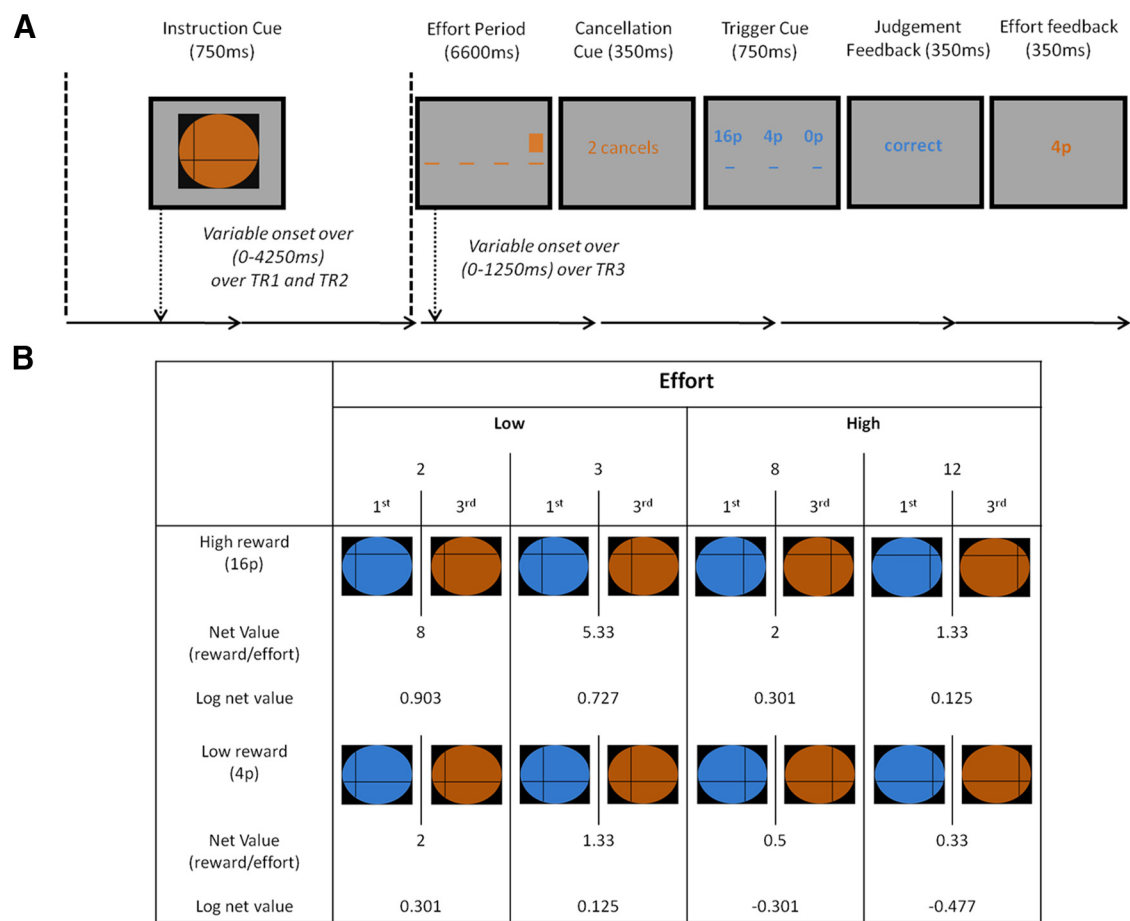 A
Instruction Cue
(750ms)
Effort Period
(6600ms)
Cancellation
Cue (350ms)
Trigger Cue
(750ms)
Judgement
Feedback (350ms)
Effort feedback
(350ms)
2 cancels
16p 4p 0p
correct
4p
Variable onset over
(0-4250ms)
over TR1 and TR2
Variable onset over
(0-1250ms) over TR3
B
Effort
Low High
2 3 8 12
1st 3rd 1st 3rd 1st 3rd 1st 3rd
High reward
(16p)
Net Value
(reward/effort)
8 5.33 2 1.33
Log net value 0.903 0.727 0.301 0.125
Low reward
(4p)
Net Value
(reward/effort)
2 1.33 0.5 0.33
Log net value 0.301 0.125 -0.301 -0.477